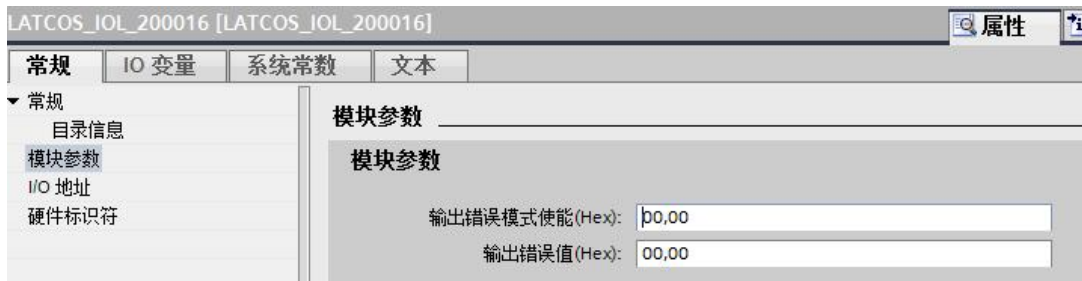 LATCOS_IOL_200016 [LATCOS_IOL_200016]
属性
常规 IO 变量 系统常数 文本
常规
目录信息
模块参数
I/O 地址
硬件标识符
模块参数
模块参数
输出错误模式使能(Hex): 00,00
输出错误值(Hex): 00,00